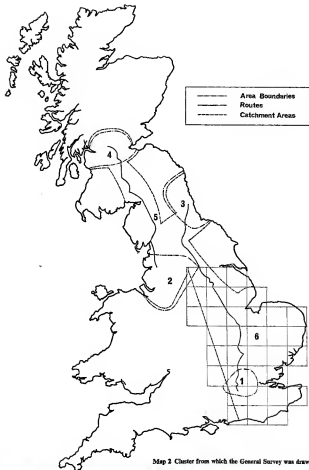 Area Boundaries
Routes
Catchment Areas
4
3
5
2
6
1
Map 2 Cluster from which the General Survey was draw